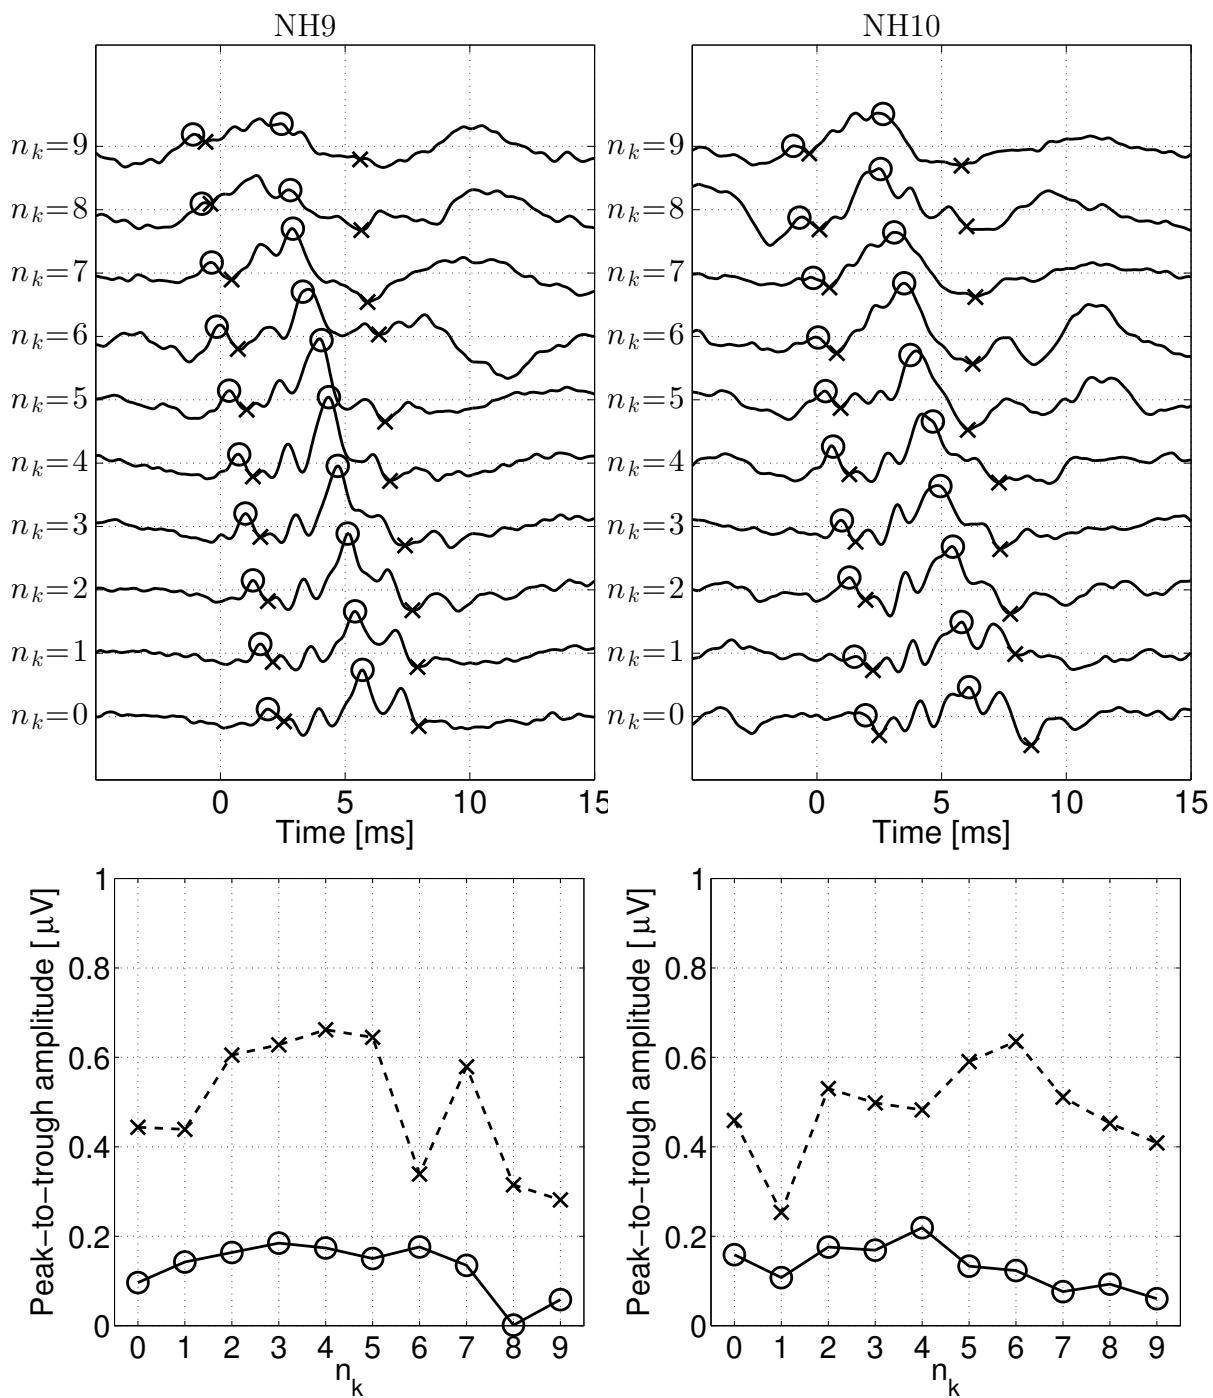 NH9
n_k=9
n_k=8
n_k=7
n_k=6
n_k=5
n_k=4
n_k=3
n_k=2
n_k=1
n_k=0
0 5 10 15
Time [ms]
NH10
n_k=9
n_k=8
n_k=7
n_k=6
n_k=5
n_k=4
n_k=3
n_k=2
n_k=1
n_k=0
0 5 10 15
Time [ms]
Peak−to−trough amplitude [ μV]
1
0.8
0.6
0.4
0.2
0
0 1 2 3 4 5 6 7 8 9
n_k
Peak−to−trough amplitude [ μV]
1
0.8
0.6
0.4
0.2
0
0 1 2 3 4 5 6 7 8 9
n_k